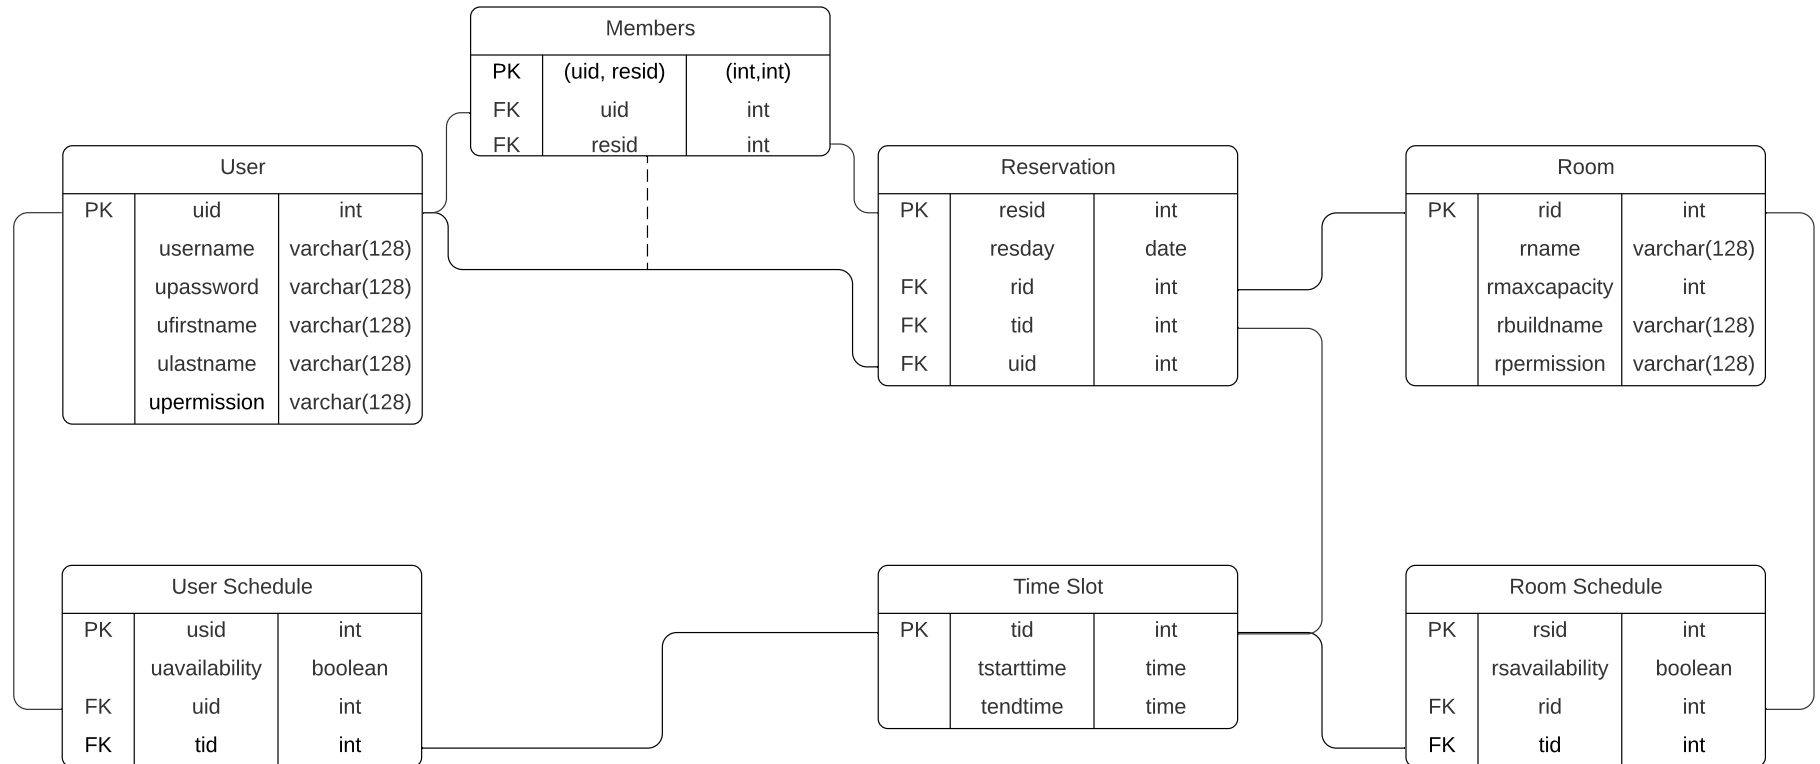 Members
PK (uid, resid) (int,int)
FK uid int
FK resid int
User
PK uid int
username varchar(128)
upassword varchar(128)
ufirstname varchar(128)
ulastname varchar(128)
upermission varchar(128)
Reservation
PK resid int
resday date
FK rid int
FK tid int
FK uid int
Room
PK rid int
rname varchar(128)
rmaxcapacity int
rbuildname varchar(128)
rpermission varchar(128)
User Schedule
PK usid int
uavailability boolean
FK uid int
FK tid int
Time Slot
PK tid int
tstarttime time
tendtime time
Room Schedule
PK rsid int
rsavailability boolean
FK rid int
FK tid int